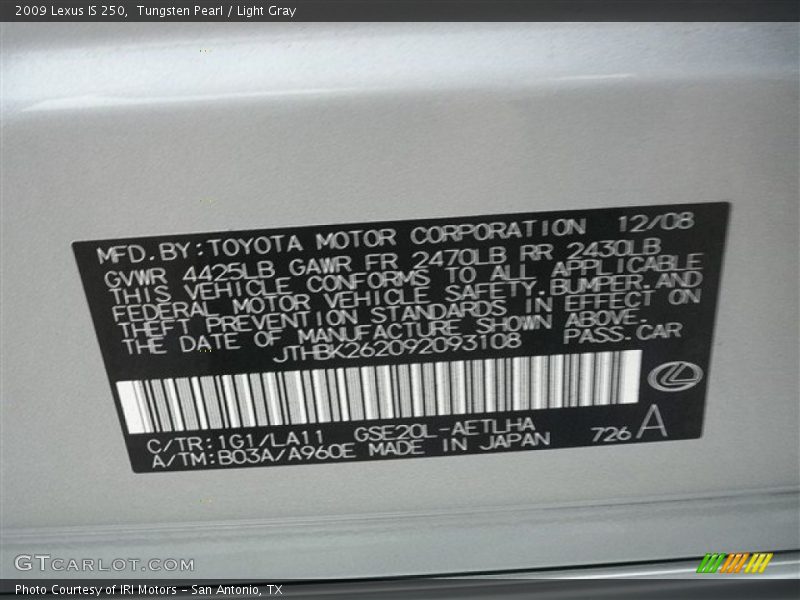 2009 Lexus IS 250,  Tungsten Pearl / Light Gray
MFD.BY:TOYOTA MOTOR CORPORATION 12/08
GVWR 4425LB GAWR FR 2470LB RR 2430LB
THIS VEHICLE CONFORMS TO ALL APPLICABLE
FEDERAL MOTOR VEHICLE SAFETY.BUMPER.AND
THEFT PREVENTION STANDARDS IN EFFECT ON
THE DATE OF MANUFACTURE SHOWN ABOVE.
JTHBK262092093108 PASS.CAR
C/TR:1G1/LA11 GSE20L-AETLHA
A/TM:B03A/A960E MADE IN JAPAN 726 A
GTCARLOT.COM
Photo Courtesy of IRI Motors - San Antonio, TX